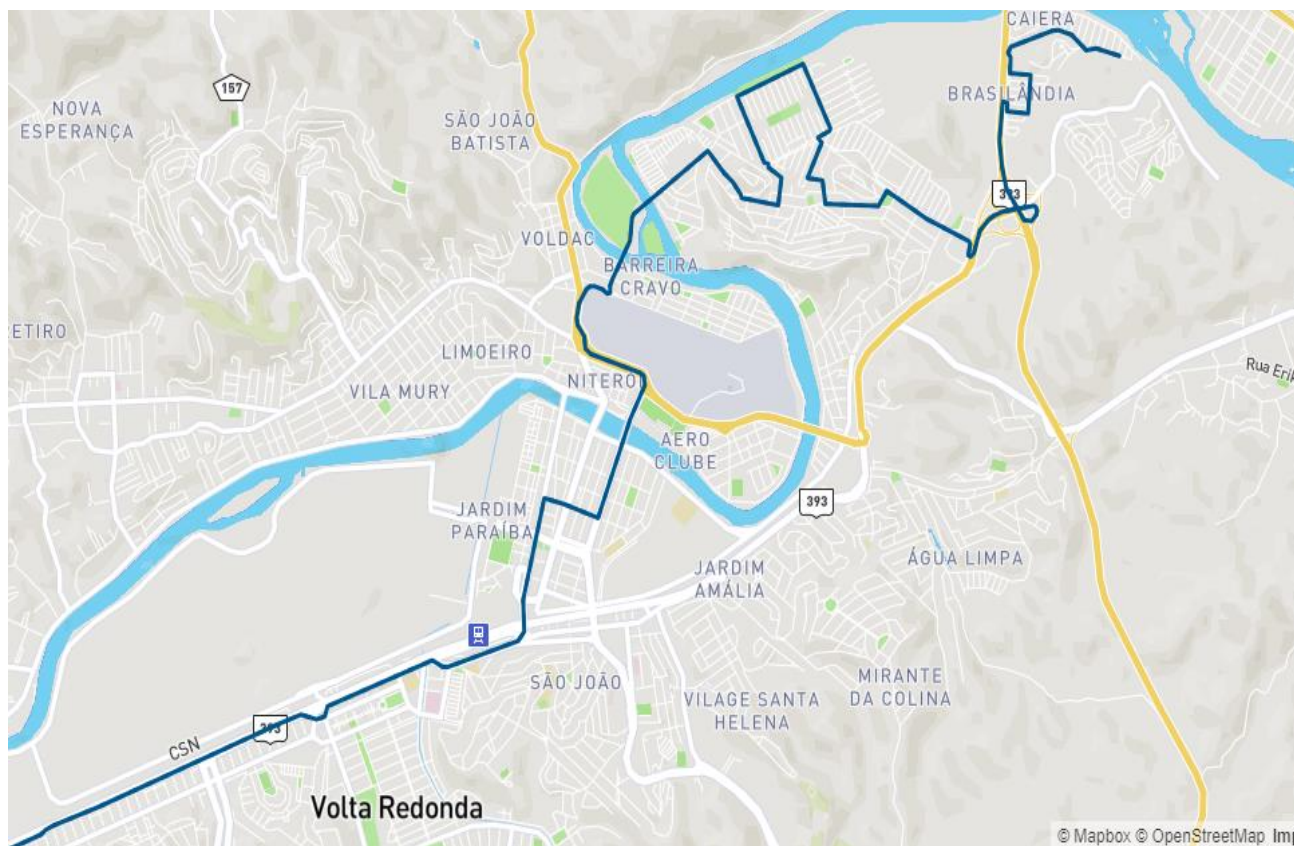 CAIERA
157
NOVA
ESPERANÇA
BRASILÂNDIA
SÃO JOÃO
BATISTA
393
VOLDAC
BARREIRA
CRAVO
RETIRO
LIMOEIRO
NITERÓI
VILA MURY
Rua Erik
AERO
CLUBE
393
JARDIM
PARAÍBA
JARDIM
AMÁLIA
ÁGUA LIMPA
SÃO JOÃO
MIRANTE
DA COLINA
VILAGE SANTA
HELENA
CSN
393
Volta Redonda
© Mapbox © OpenStreetMap Imp